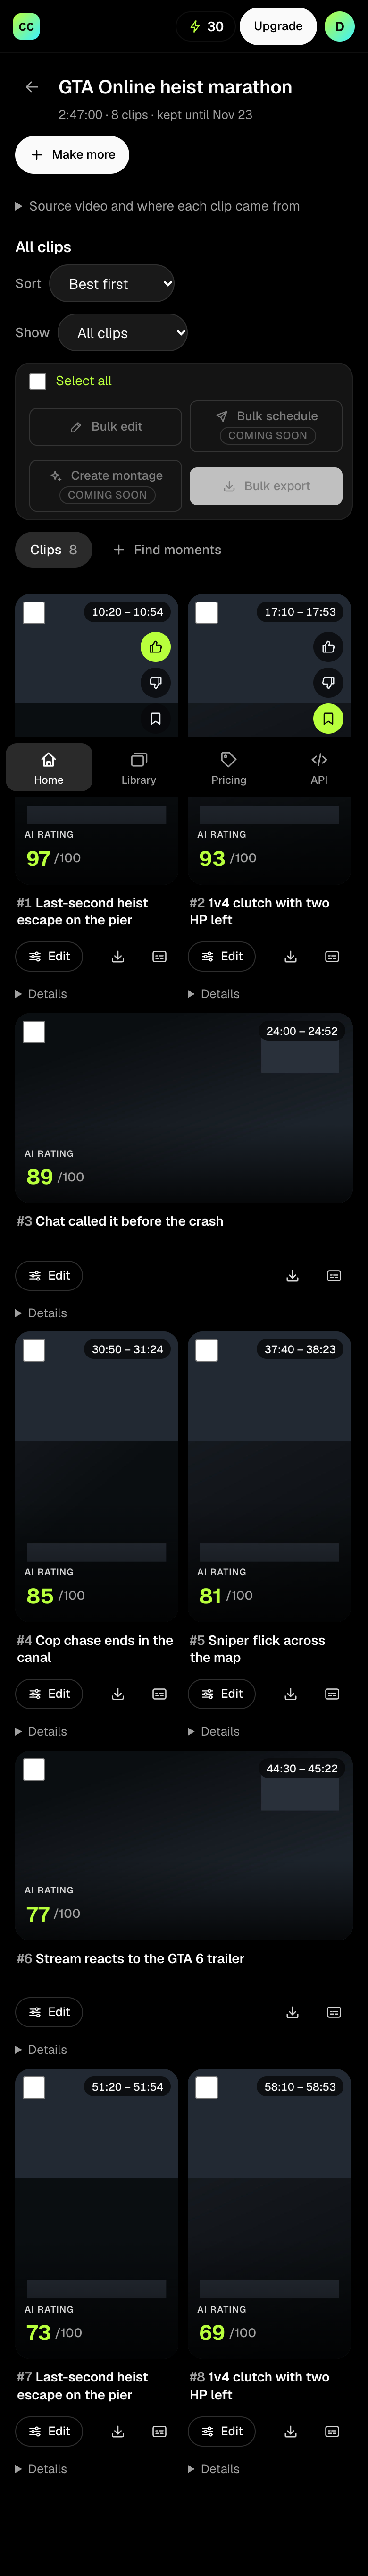 CC
30
Upgrade
D
GTA Online heist marathon
2:47:00 · 8 clips · kept until Nov 23
Make more
Source video and where each clip came from
All clips
Sort
Best first
Show
All clips
Select all
Bulk edit
Bulk schedule
COMING SOON
Create montage
COMING SOON
Bulk export
Clips 8
Find moments
10:20 – 10:54
17:10 – 17:53
Home
Library
Pricing
API
AI RATING
97 /100
AI RATING
93 /100
#1 Last-second heist
escape on the pier
#2 1v4 clutch with two
HP left
Edit
Edit
Details
Details
24:00 – 24:52
AI RATING
89 /100
#3 Chat called it before the crash
Edit
Details
30:50 – 31:24
37:40 – 38:23
AI RATING
85 /100
AI RATING
81 /100
#4 Cop chase ends in the
canal
#5 Sniper flick across
the map
Edit
Edit
Details
Details
44:30 – 45:22
AI RATING
77 /100
#6 Stream reacts to the GTA 6 trailer
Edit
Details
51:20 – 51:54
58:10 – 58:53
AI RATING
73 /100
AI RATING
69 /100
#7 Last-second heist
escape on the pier
#8 1v4 clutch with two
HP left
Edit
Edit
Details
Details